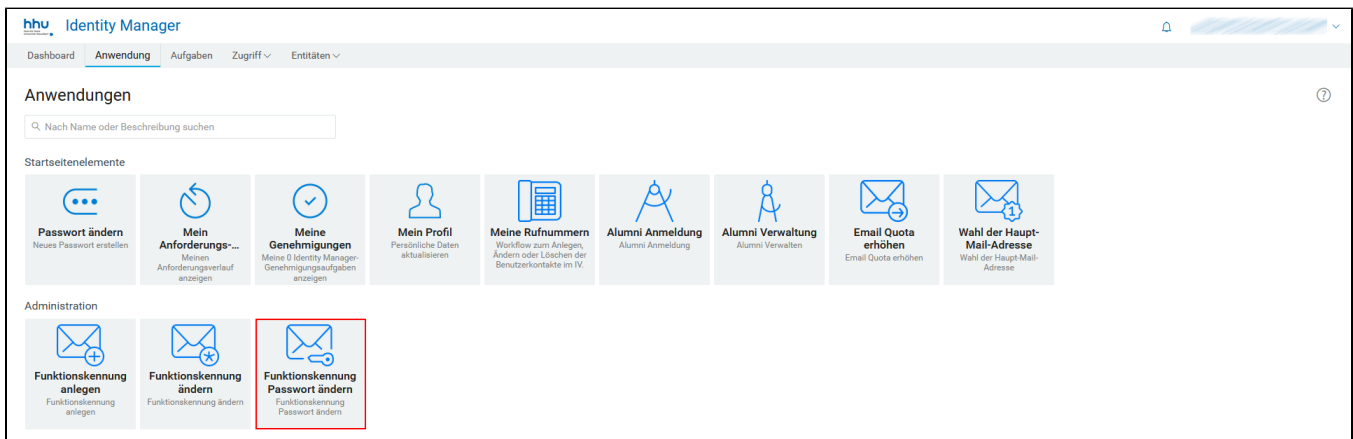 hhu Identity Manager
Dashboard Anwendung Aufgaben Zugriff Entitäten
Anwendungen
Nach Name oder Beschreibung suchen
Startseitenelemente
Passwort ändern
Neues Passwort erstellen
Mein
Anforderungs-...
Meinen
Anforderungsverlauf
anzeigen
Meine
Genehmigungen
Meine 0 Identity Manager-
Genehmigungsaufgaben
anzeigen
Mein Profil
Persönliche Daten
aktualisieren
Meine Rufnummern
Workflow zum Anlegen,
Ändern oder Löschen der
Benutzerkontakte im IV.
Alumni Anmeldung
Alumni Anmeldung
Alumni Verwaltung
Alumni Verwalten
Email Quota
erhöhen
Email Quota erhöhen
1
Wahl der Haupt-
Mail-Adresse
Wahl der Haupt-Mail-
Adresse
Administration
Funktionskennung
anlegen
Funktionskennung
anlegen
Funktionskennung
ändern
Funktionskennung ändern
Funktionskennung
Passwort ändern
Funktionskennung
Passwort ändern